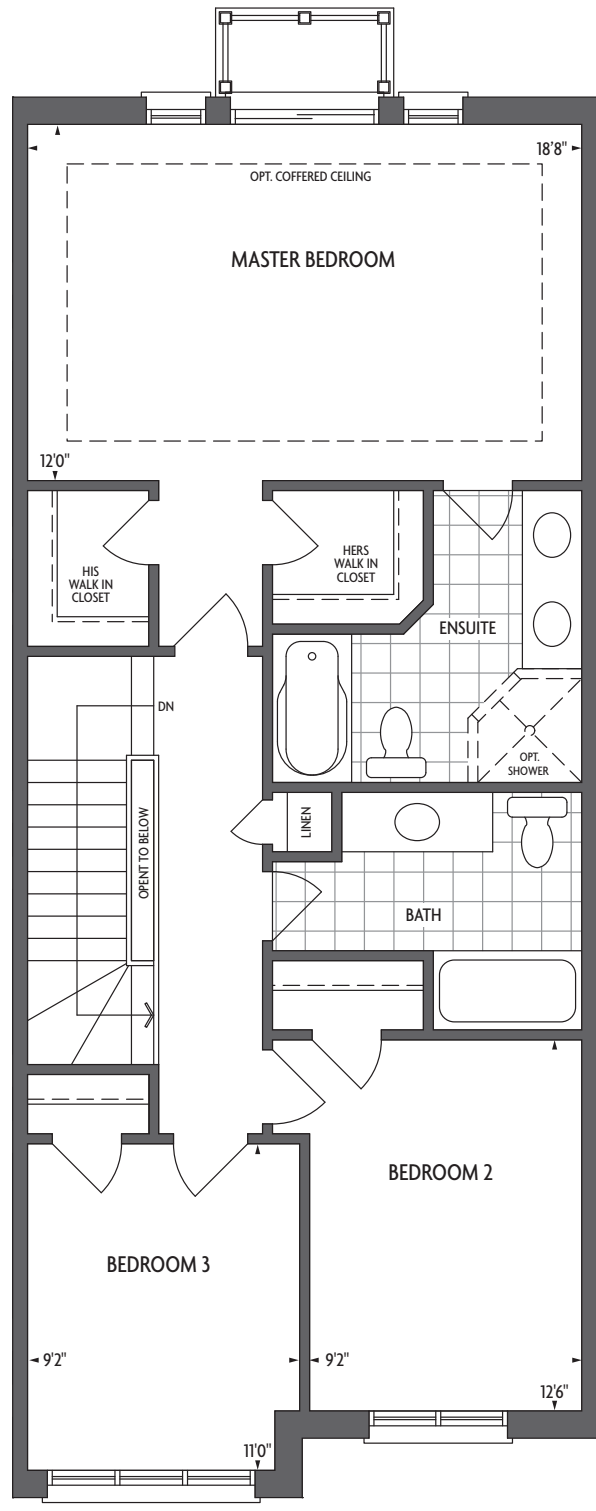 18'8"
OPT. COFFERED CEILING
MASTER BEDROOM
12'0"
HIS
WALK IN
CLOSET
HERS
WALK IN
CLOSET
ENSUITE
DN
OPT.
SHOWER
OPENT TO BELOW
LINEN
BATH
BEDROOM 2
BEDROOM 3
9'2"
9'2"
12'6"
11'0"